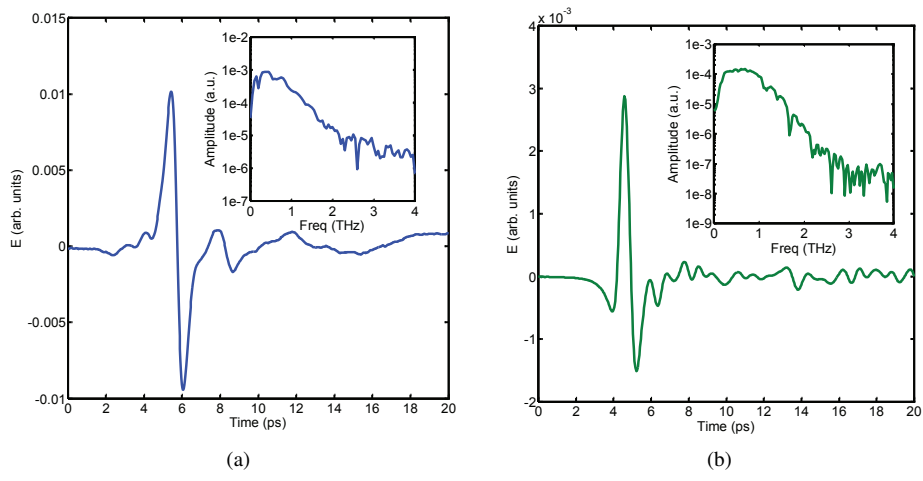 0.015
0.01
0.005
0
-0.005
-0.01
E (arb. units)
0 2 4 6 8 10 12 14 16 18 20
Time (ps)
1e-2
1e-3
1e-4
1e-5
1e-6
1e-7
Amplitude (a.u.)
0 1 2 3 4
Freq (THz)
(a)
4 x 10⁻³
3
2
1
0
-1
-2
E (arb. units)
0 2 4 6 8 10 12 14 16 18 20
Time (ps)
1e-3
1e-4
1e-5
1e-6
1e-7
1e-8
1e-9
Amplitude (a.u.)
0 1 2 3 4
Freq (THz)
(b)